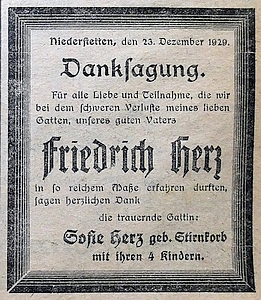 Niederstetten, den 23. Dezember 1929.
Danksagung.
Für alle Liebe und Teilnahme, die wir
bei dem schweren Verluste meines lieben
Gatten, unseres guten Vaters
Friedrich Herz
in so reichem Maße erfahren durften,
sagen herzlichen Dank
die trauernde Gattin:
Sofie Herz geb. Stirnkorb
mit ihren 4 Kindern.